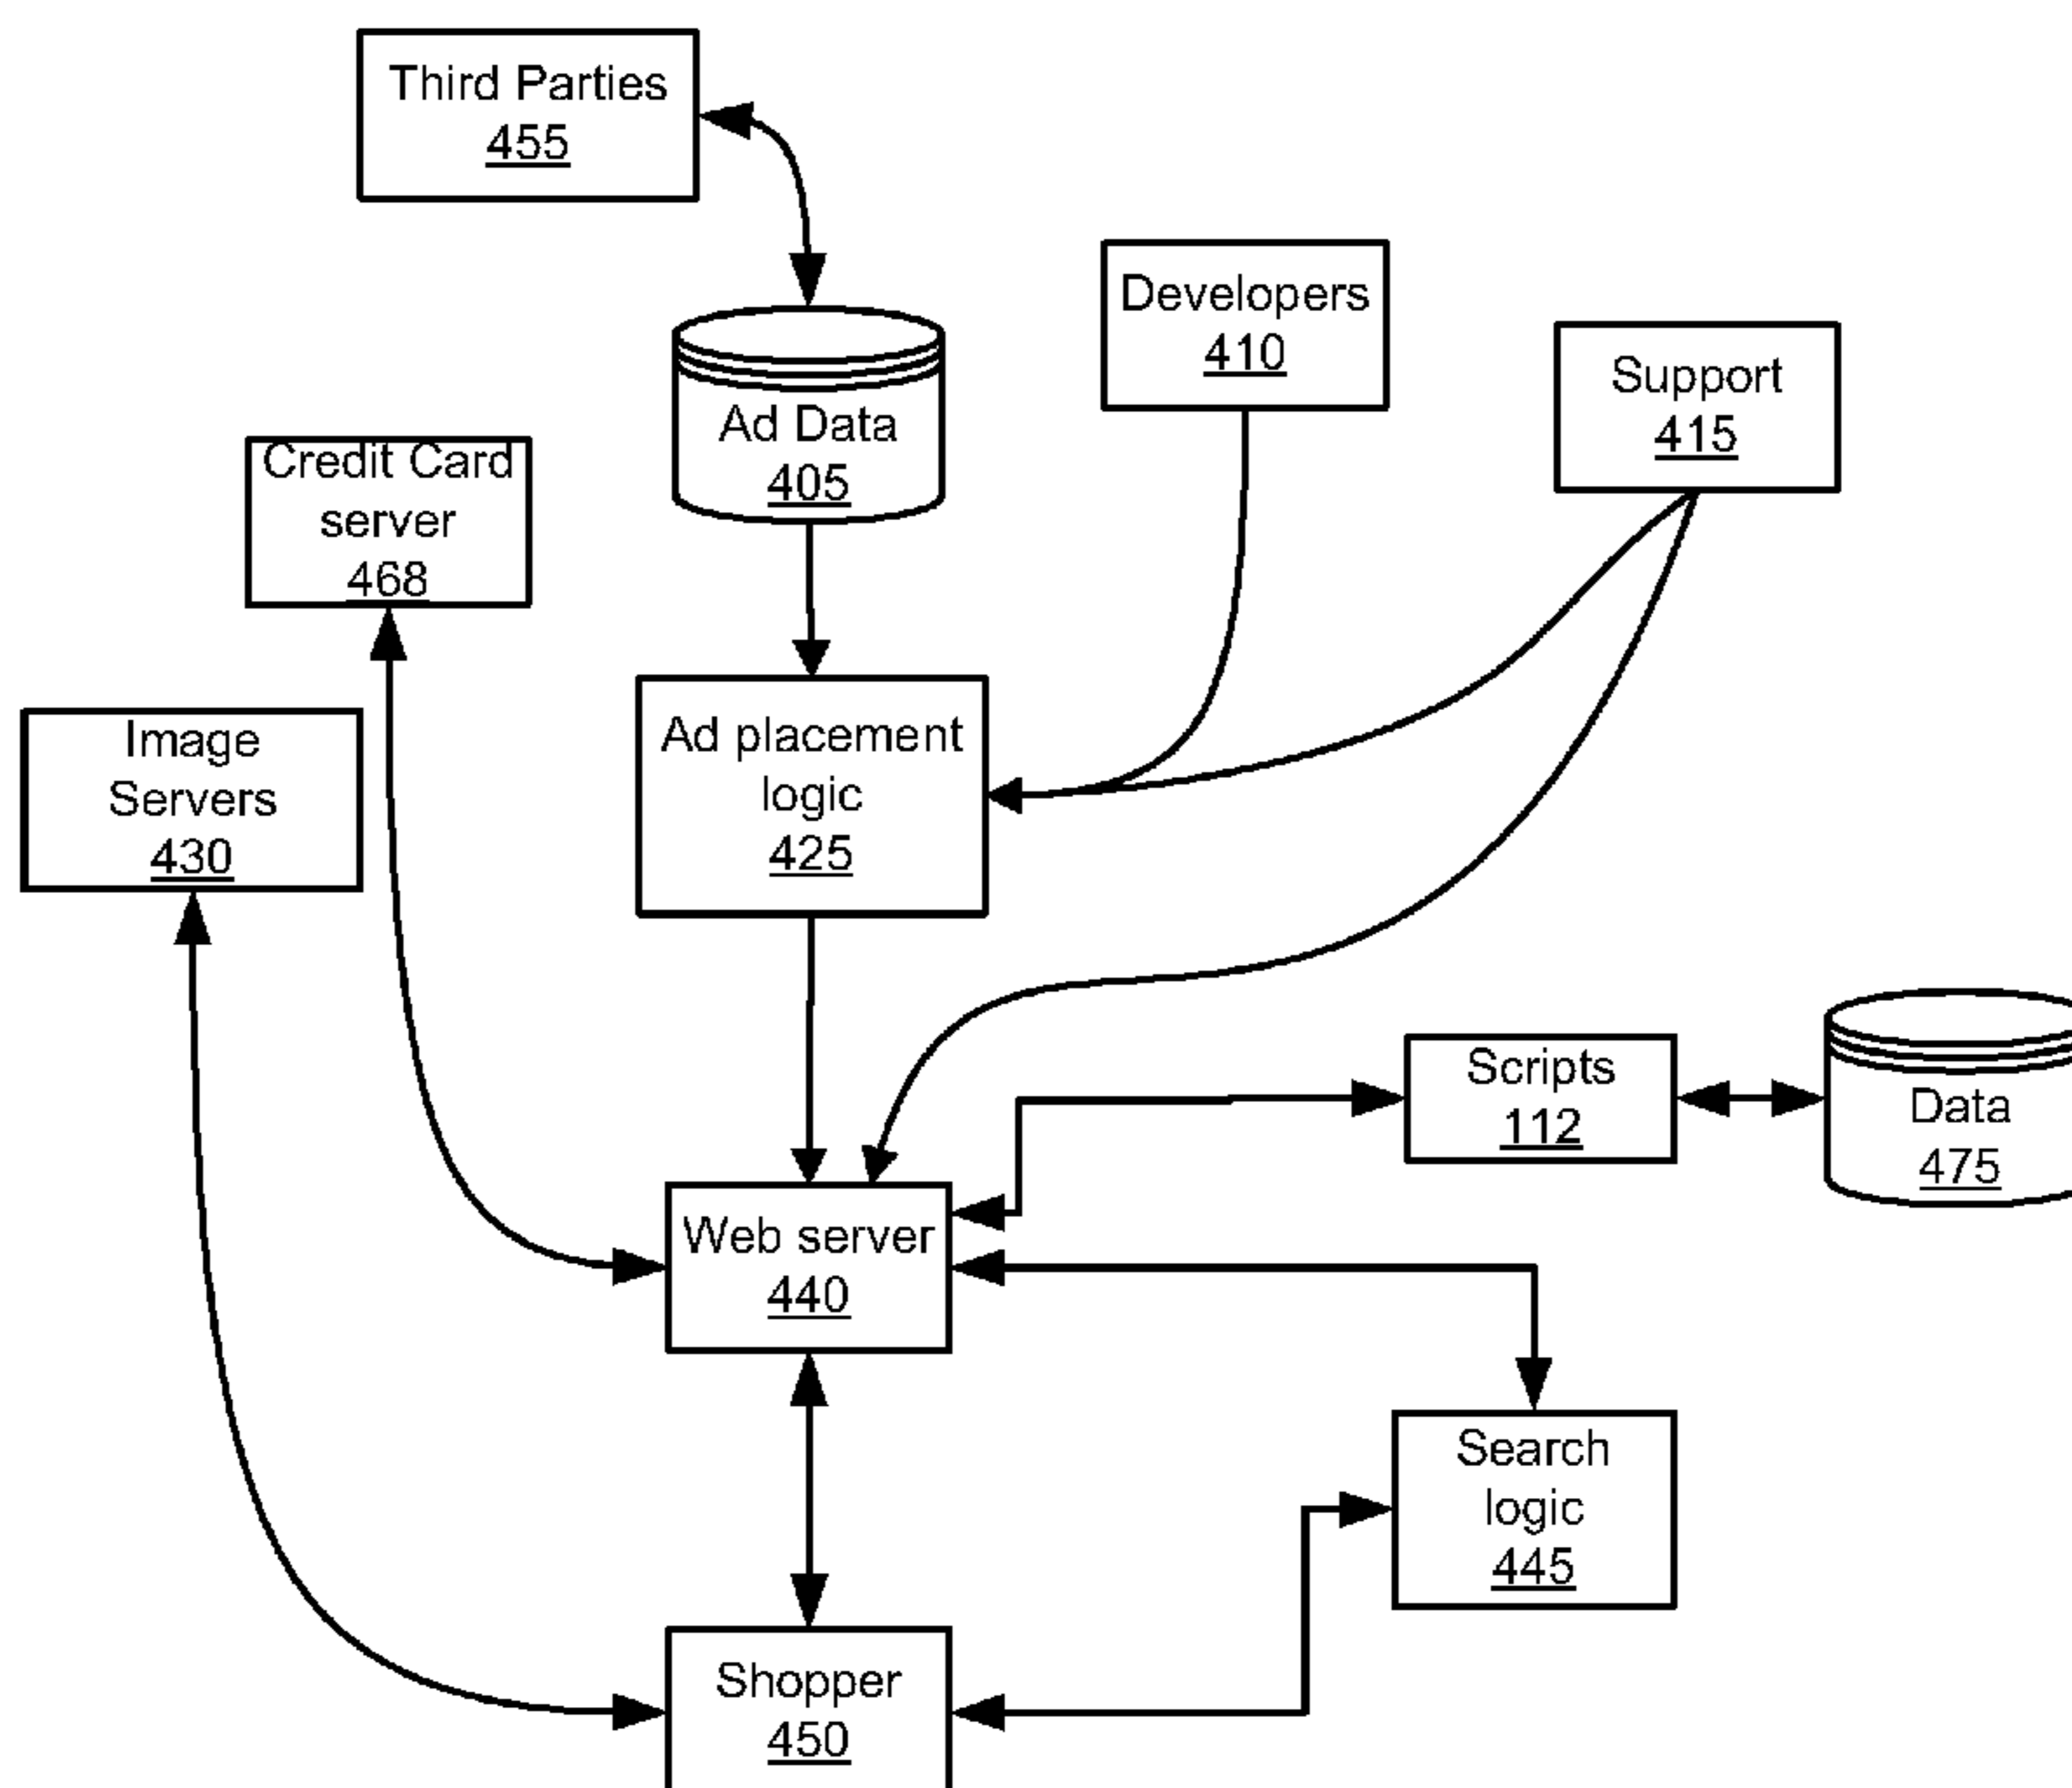 Third Parties
455
Developers
410
Support
415
Ad Data
405
Credit Card
server
468
Image
Servers
430
Ad placement
logic
425
Scripts
112
Data
475
Web server
440
Search
logic
445
Shopper
450